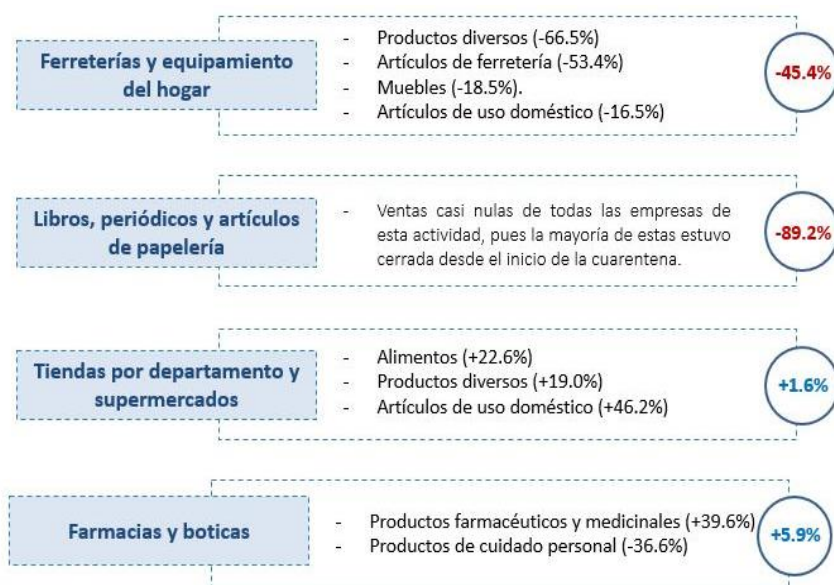 Ferreterías y equipamiento
del hogar
- Productos diversos (-66.5%)
- Artículos de ferretería (-53.4%)
- Muebles (-18.5%).
- Artículos de uso doméstico (-16.5%)
-45.4%
Libros, periódicos y artículos
de papelería
- Ventas casi nulas de todas las empresas de
esta actividad, pues la mayoría de estas estuvo
cerrada desde el inicio de la cuarentena.
-89.2%
Tiendas por departamento y
supermercados
- Alimentos (+22.6%)
- Productos diversos (+19.0%)
- Artículos de uso doméstico (+46.2%)
+1.6%
Farmacias y boticas
- Productos farmacéuticos y medicinales (+39.6%)
- Productos de cuidado personal (-36.6%)
+5.9%